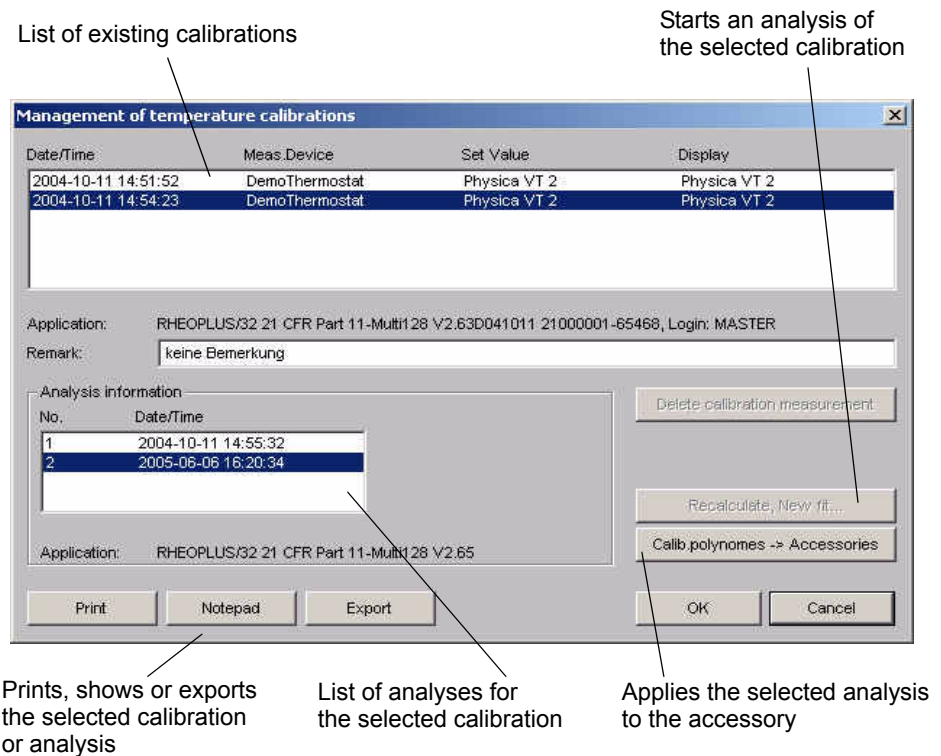 List of existing calibrations
Starts an analysis of
the selected calibration
Management of temperature calibrations
Date/Time Meas.Device Set Value Display
2004-10-11 14:51:52 DemoThermostat Physica VT 2 Physica VT 2
2004-10-11 14:54:23 DemoThermostat Physica VT 2 Physica VT 2
Application: RHEOPLUS/32 21 CFR Part 11-Multi128 V2.63D041011 21000001-65468, Login: MASTER
Remark: keine Bemerkung
Analysis information
No. Date/Time
1 2004-10-11 14:55:32
2 2005-06-06 16:20:34
Application: RHEOPLUS/32 21 CFR Part 11-Multi128 V2.65
Delete calibration measurement
Recalculate, New fit...
Calib.polynomes -> Accessories
Print Notepad Export OK Cancel
Prints, shows or exports
the selected calibration
or analysis
List of analyses for
the selected calibration
Applies the selected analysis
to the accessory